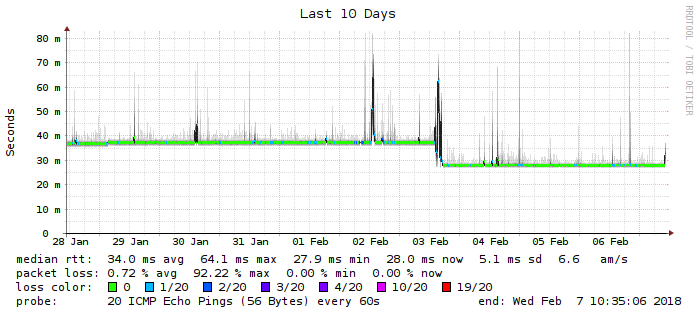 Last 10 Days
RRDTOOL / TOBI OETIKER
Seconds
80 m
70 m
60 m
50 m
40 m
30 m
20 m
10 m
0
28 Jan 29 Jan 30 Jan 31 Jan 01 Feb 02 Feb 03 Feb 04 Feb 05 Feb 06 Feb
median rtt: 34.0 ms avg 64.1 ms max 27.9 ms min 28.0 ms now 5.1 ms sd 6.6 am/s
packet loss: 0.72 % avg 92.22 % max 0.00 % min 0.00 % now
loss color: 0 1/20 2/20 3/20 4/20 10/20 19/20
probe: 20 ICMP Echo Pings (56 Bytes) every 60s end: Wed Feb 7 10:35:06 2018